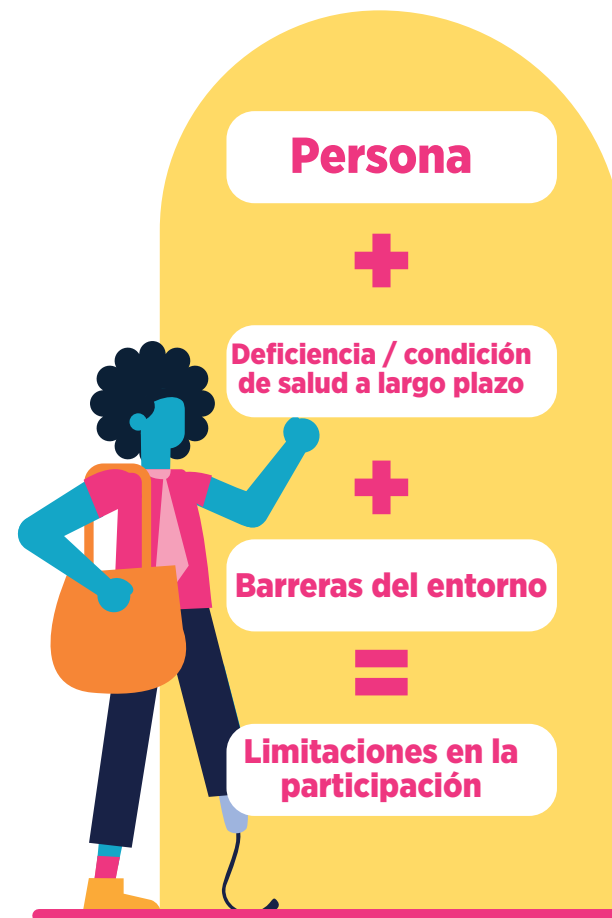 Persona
+
Deficiencia / condición
de salud a largo plazo
+
Barreras del entorno
=
Limitaciones en la
participación